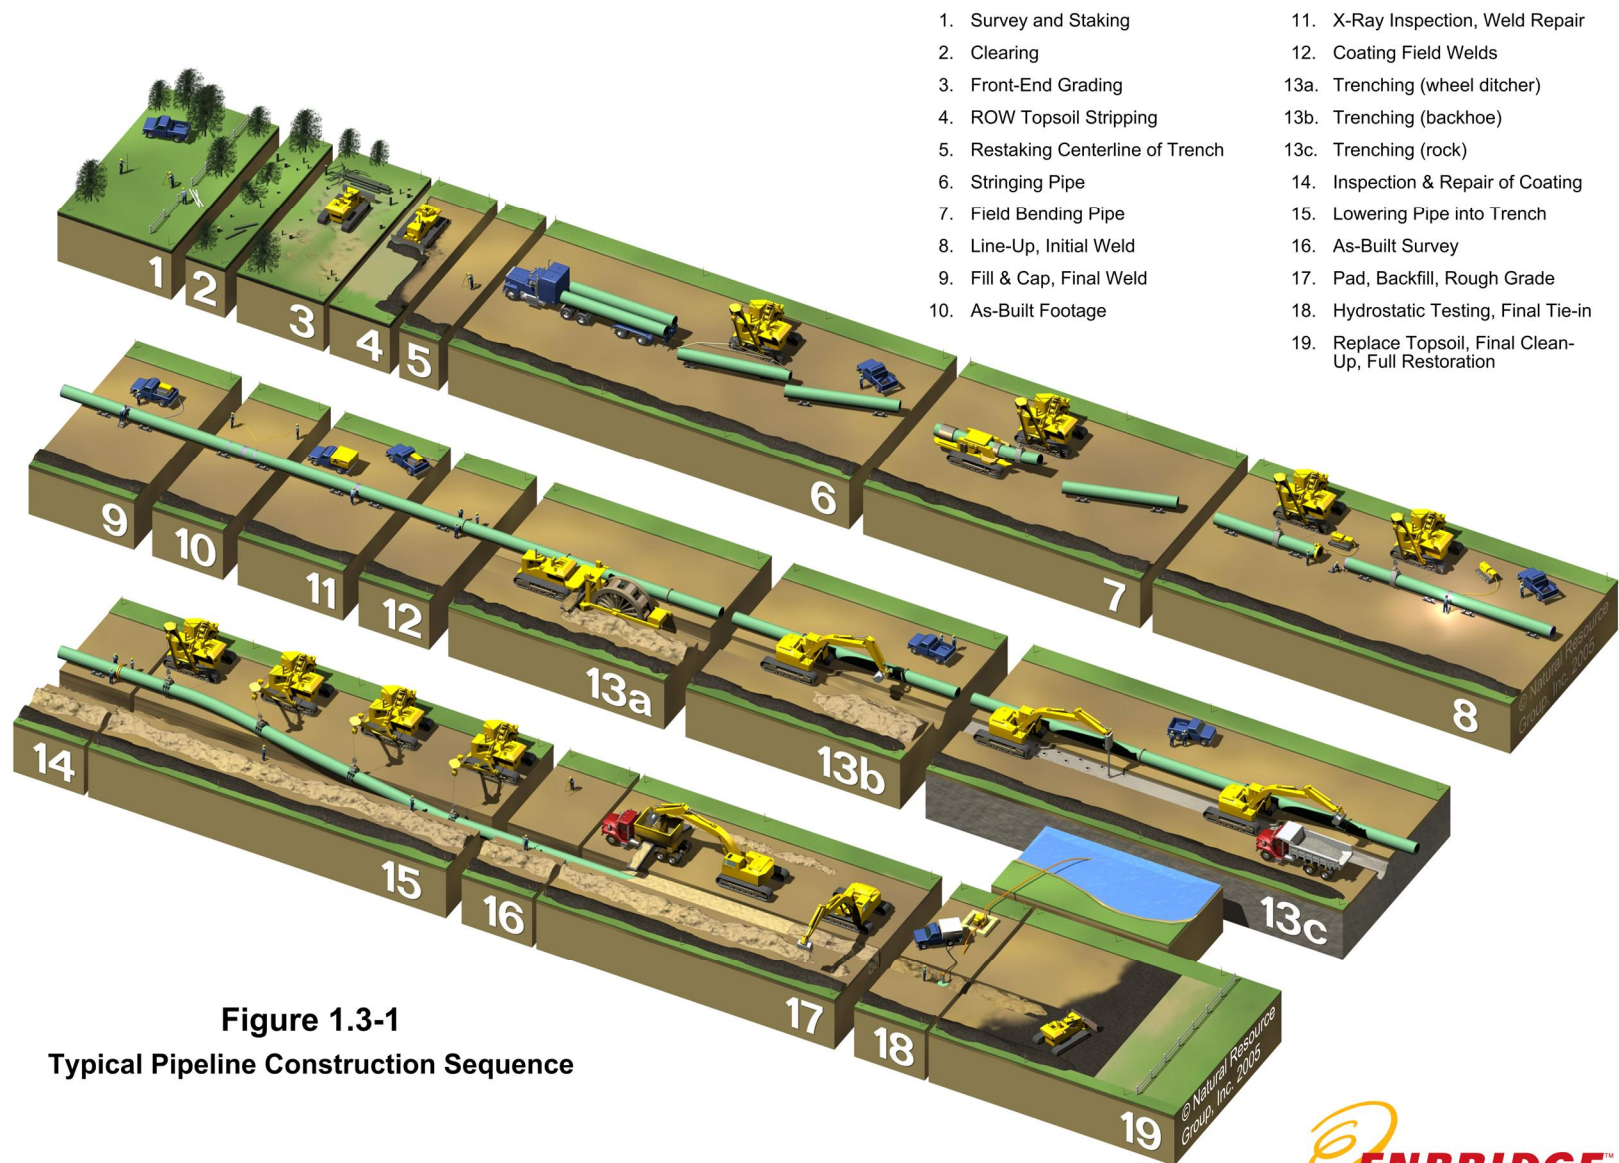 1. Survey and Staking
2. Clearing
3. Front-End Grading
4. ROW Topsoil Stripping
5. Restaking Centerline of Trench
6. Stringing Pipe
7. Field Bending Pipe
8. Line-Up, Initial Weld
9. Fill & Cap, Final Weld
10. As-Built Footage
11. X-Ray Inspection, Weld Repair
12. Coating Field Welds
13a. Trenching (wheel ditcher)
13b. Trenching (backhoe)
13c. Trenching (rock)
14. Inspection & Repair of Coating
15. Lowering Pipe into Trench
16. As-Built Survey
17. Pad, Backfill, Rough Grade
18. Hydrostatic Testing, Final Tie-in
19. Replace Topsoil, Final Clean-
Up, Full Restoration
1
2
3
4
5
6
7
8
© Natural Resource
Group, Inc. 2005
9
10
11
12
13a
13b
13c
14
15
16
17
18
19
© Natural Resource
Group, Inc. 2005
Figure 1.3-1
Typical Pipeline Construction Sequence
ENBRIDGE™